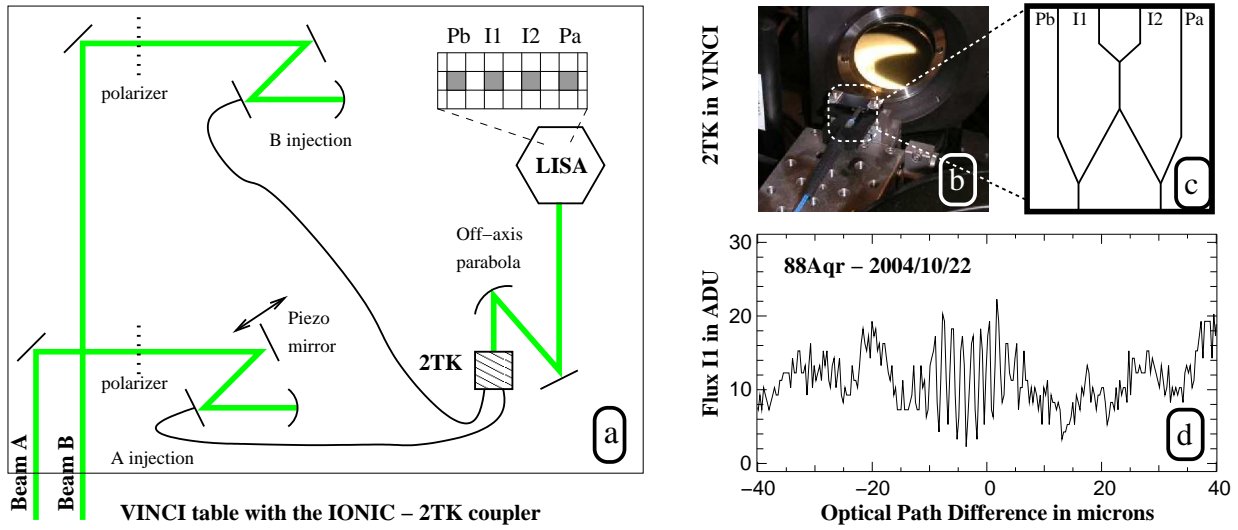 polarizer
B injection
Pb I1 I2 Pa
LISA
Off−axis
parabola
Piezo
mirror
polarizer
2TK
A injection
Beam A
Beam B
a
VINCI table with the IONIC − 2TK coupler
2TK in VINCI
b
Pb I1 I2 Pa
c
88Aqr − 2004/10/22
Flux I1 in ADU
30
20
10
0
d
−40 −20 0 20 40
Optical Path Difference in microns